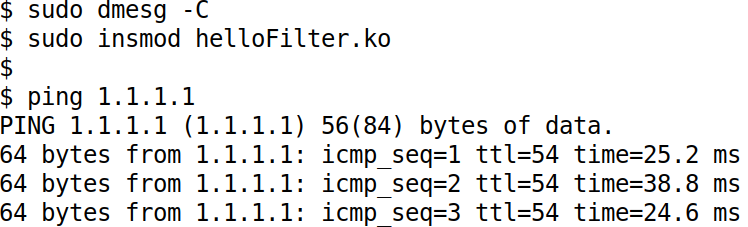 $ sudo dmesg -C
$ sudo insmod helloFilter.ko
$
$ ping 1.1.1.1
PING 1.1.1.1 (1.1.1.1) 56(84) bytes of data.
64 bytes from 1.1.1.1: icmp_seq=1 ttl=54 time=25.2 ms
64 bytes from 1.1.1.1: icmp_seq=2 ttl=54 time=38.8 ms
64 bytes from 1.1.1.1: icmp_seq=3 ttl=54 time=24.6 ms